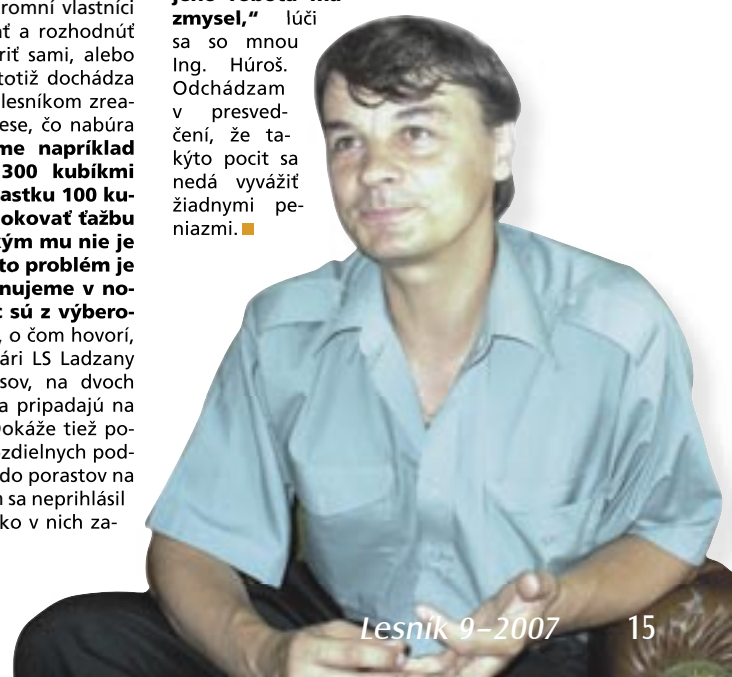 romní vlastníci
ať a rozhodnúť
riť sami, alebo
totiž dochádza
lesníkom zrea-
ese, čo nabúra
me napríklad
300 kubíkmi
astku 100 ku-
okovať ťažbu
kým mu nie je
to problém je
nujeme v no-
sú z výbero-
, o čom hovorí,
ári LS Ladzany
sov, na dvoch
a pripadajú na
okáže tiež po-
zdielnych pod-
do porastov na
sa neprihlásil
ko v nich za-
zmysel,“ lúči
sa so mnou
Ing. Húroš.
Odchádzam
v presved-
čení, že ta-
kýto pocit sa
nedá vyvážiť
žiadnymi pe-
niazmi.
Lesník 9–2007 15